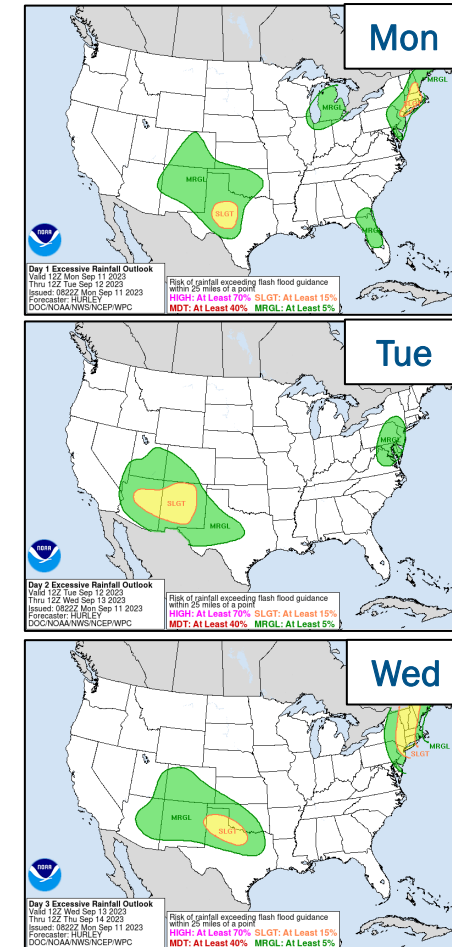 Mon
MRGL
MRGL
MRGL
SLGT
MRGL
NOAA
Day 1 Excessive Rainfall Outlook
Valid 12Z Mon Sep 11 2023
Thru 12Z Tue Sep 12 2023
Issued: 0822Z Mon Sep 11 2023
Forecaster: HURLEY
DOC/NOAA/NWS/NCEP/WPC
Risk of rainfall exceeding flash flood guidance
within 25 miles of a point
HIGH: At Least 70% SLGT: At Least 15%
MDT: At Least 40% MRGL: At Least 5%
Tue
MRGL
SLGT
MRGL
NOAA
Day 2 Excessive Rainfall Outlook
Valid 12Z Tue Sep 12 2023
Thru 12Z Wed Sep 13 2023
Issued: 0822Z Mon Sep 11 2023
Forecaster: HURLEY
DOC/NOAA/NWS/NCEP/WPC
Risk of rainfall exceeding flash flood guidance
within 25 miles of a point
HIGH: At Least 70% SLGT: At Least 15%
MDT: At Least 40% MRGL: At Least 5%
Wed
MRGL
SLGT
MRGL
SLGT
NOAA
Day 3 Excessive Rainfall Outlook
Valid 12Z Wed Sep 13 2023
Thru 12Z Thu Sep 14 2023
Issued: 0822Z Mon Sep 11 2023
Forecaster: HURLEY
DOC/NOAA/NWS/NCEP/WPC
Risk of rainfall exceeding flash flood guidance
within 25 miles of a point
HIGH: At Least 70% SLGT: At Least 15%
MDT: At Least 40% MRGL: At Least 5%